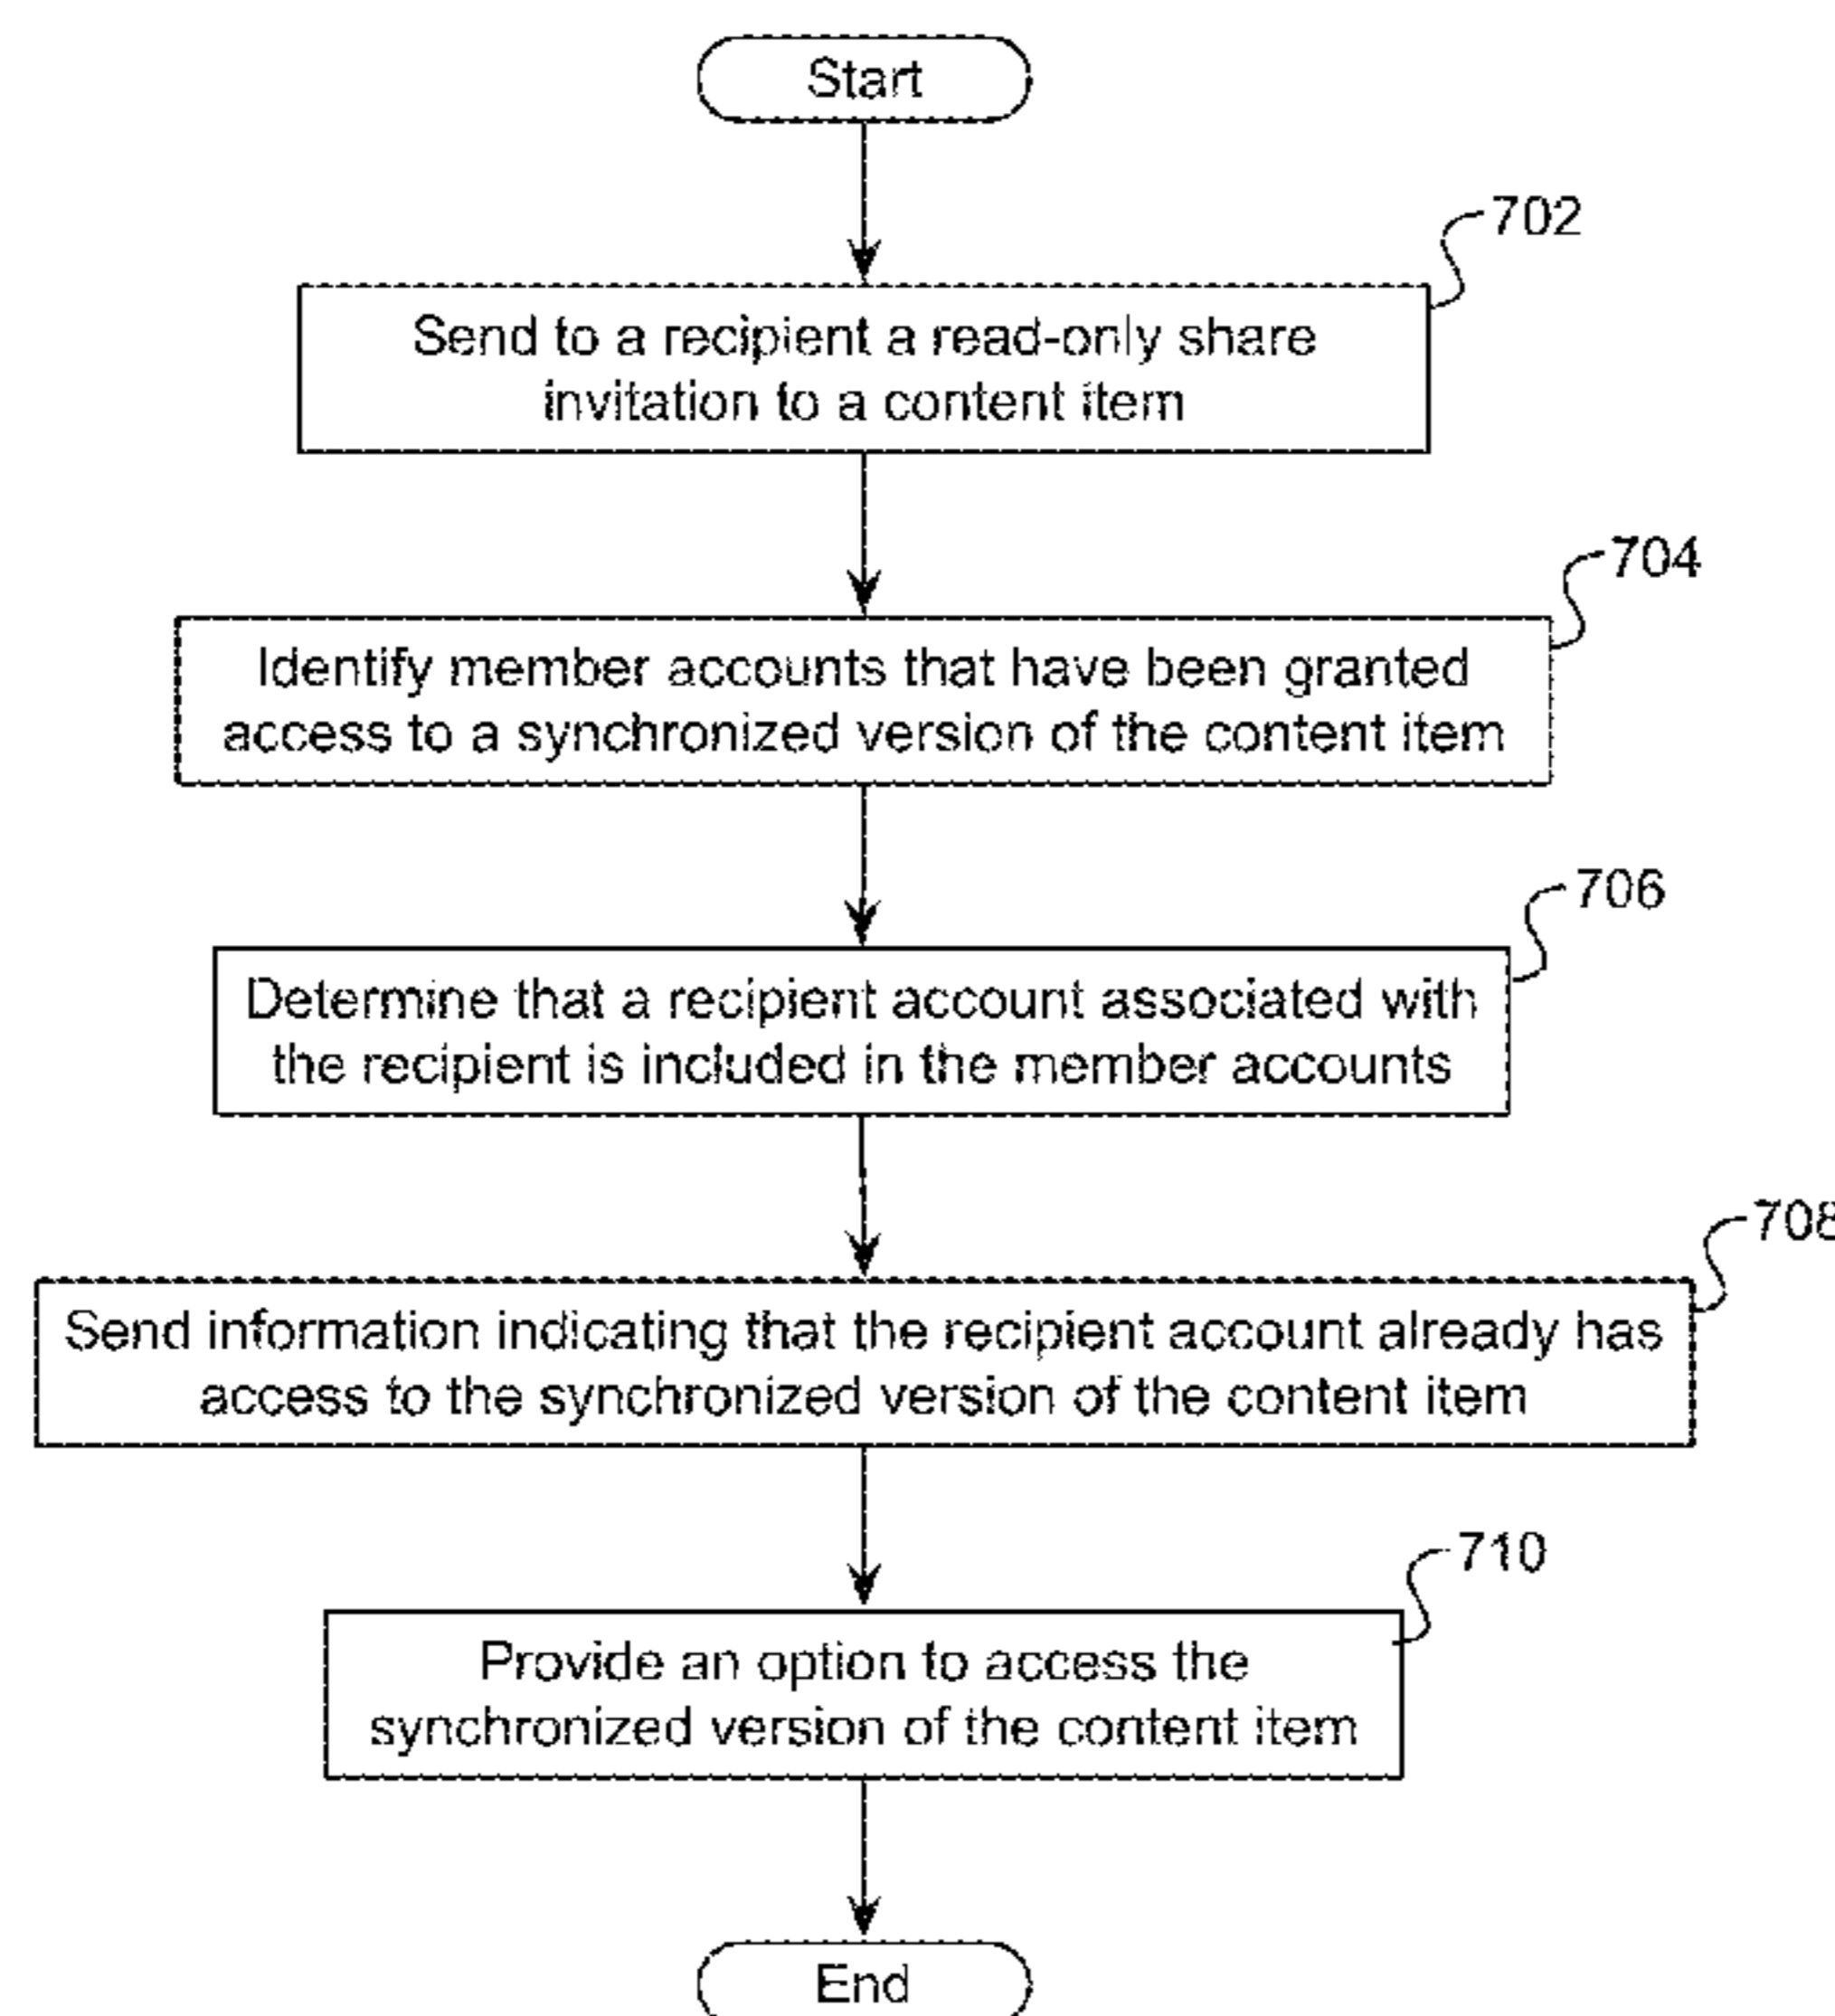 Start
702
Send to a recipient a read-only share
invitation to a content item
704
Identify member accounts that have been granted
access to a synchronized version of the content item
706
Determine that a recipient account associated with
the recipient is included in the member accounts
708
Send information indicating that the recipient account already has
access to the synchronized version of the content item
710
Provide an option to access the
synchronized version of the content item
End